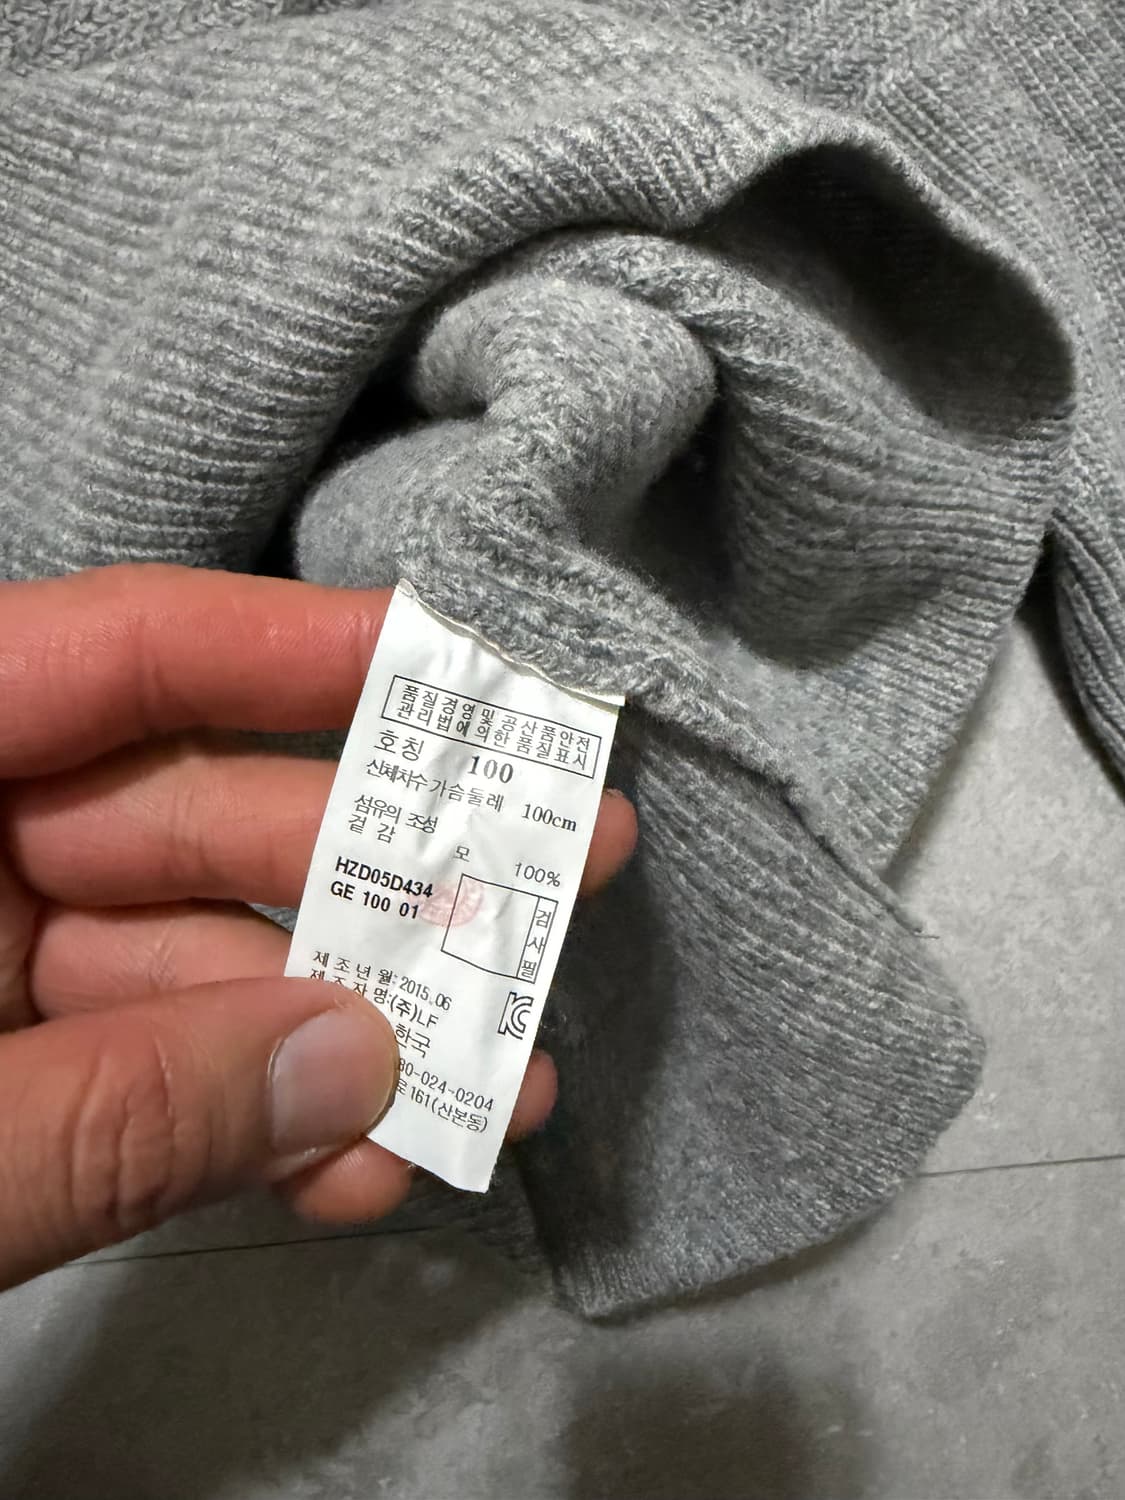 품질경영 및 공산품안전
관리법에 의한 품질표시
호칭 100
신체치수 가슴둘레 100cm
섬유의 조성
겉감
모 100%
HZD05D434
GE 100 01
검사필
제조년월: 2015.06
제조자명:(주)LF
한국
80-024-0204
로 161(산본동)